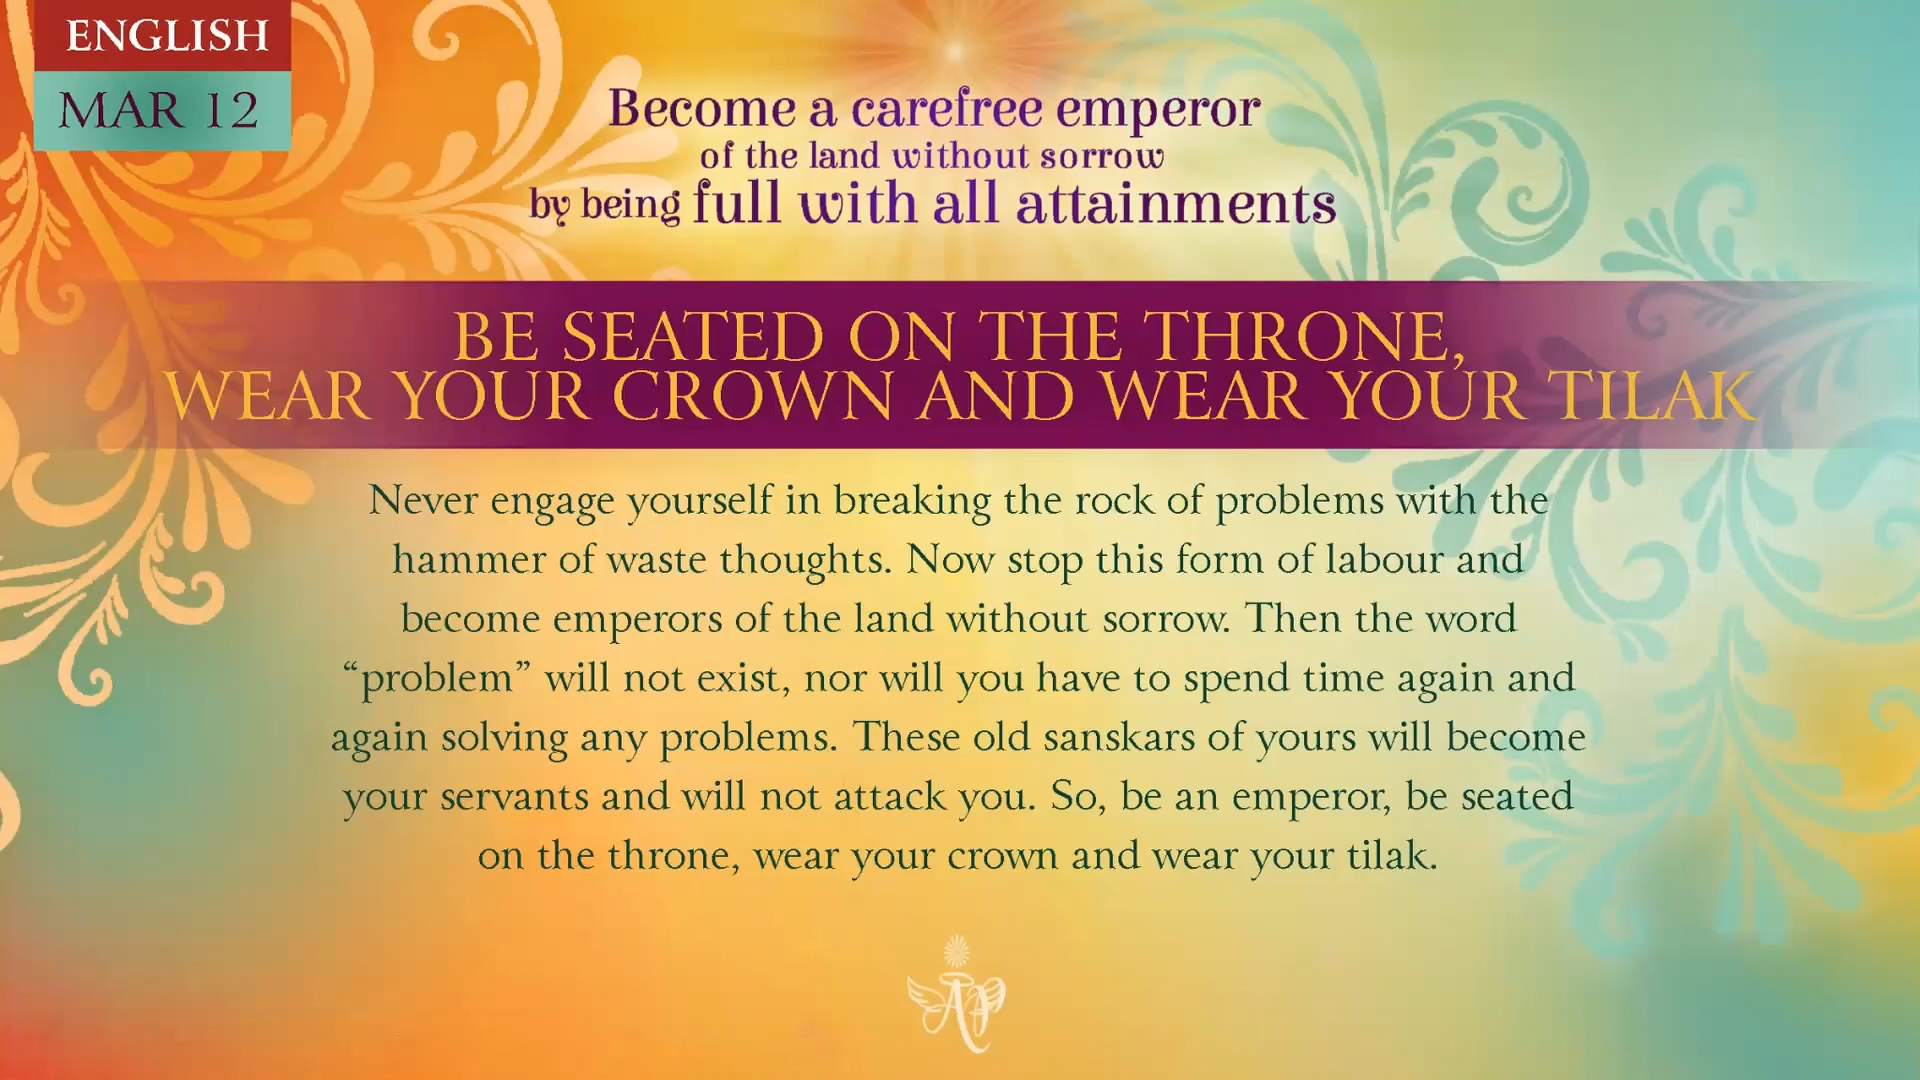 ENGLISH
MAR 12
Become a carefree emperor
of the land without sorrow
by being full with all attainments
BE SEATED ON THE THRONE,
WEAR YOUR CROWN AND WEAR YOUR TILAK
Never engage yourself in breaking the rock of problems with the
hammer of waste thoughts. Now stop this form of labour and
become emperors of the land without sorrow. Then the word
“problem” will not exist, nor will you have to spend time again and
again solving any problems. These old sanskars of yours will become
your servants and will not attack you. So, be an emperor, be seated
on the throne, wear your crown and wear your tilak.